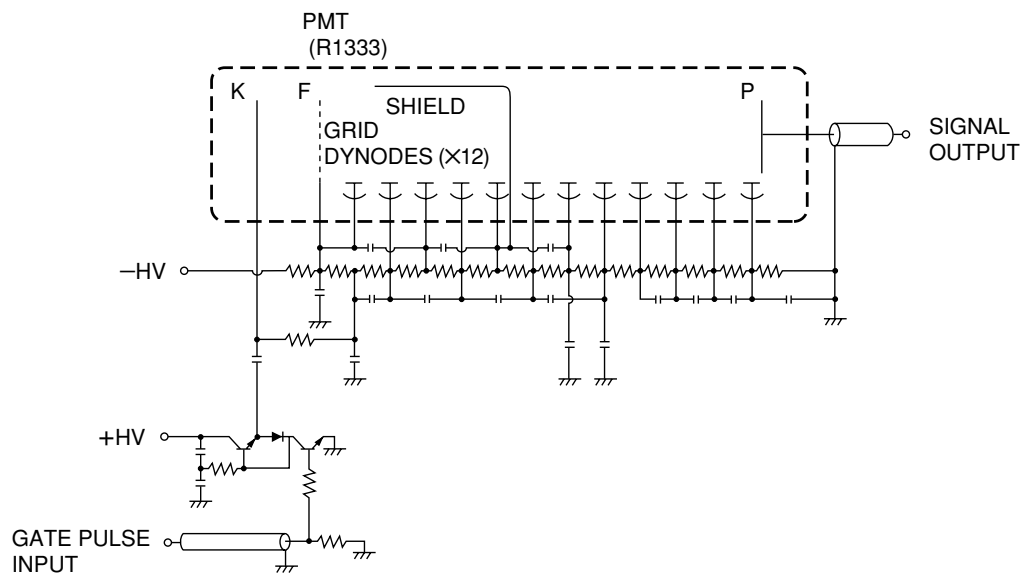 PMT
(R1333)
K
F
SHIELD
P
GRID
DYNODES (×12)
SIGNAL
OUTPUT
−HV
+HV
GATE PULSE
INPUT